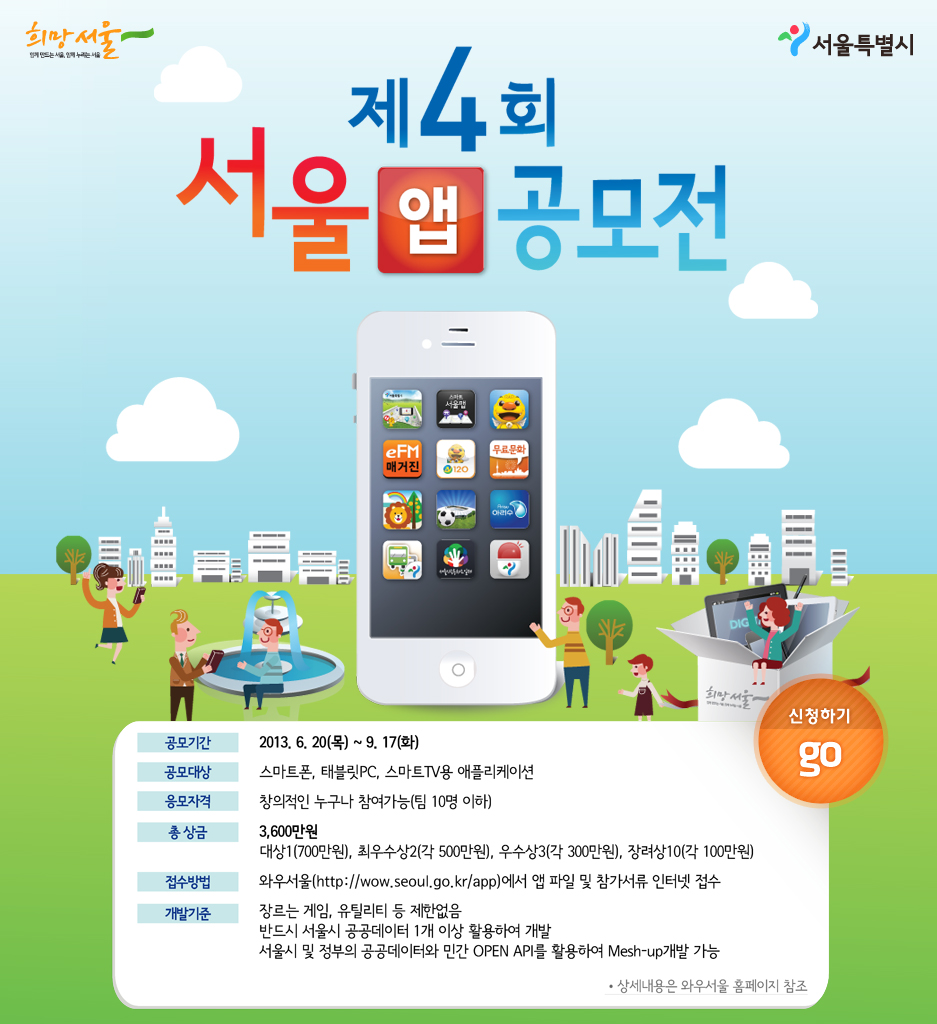 희망서울
함께 만드는 서울, 함께 누리는 서울
서울특별시
제4회
서울 앱 공모전
스마트
서울맵
eFM
매거진
120
무료문화
아리수
DIGI
희망서울
신청하기
go
공모기간 2013. 6. 20(목) ~ 9. 17(화)
공모대상 스마트폰, 태블릿PC, 스마트TV용 애플리케이션
응모자격 창의적인 누구나 참여가능(팀 10명 이하)
총 상금 3,600만원
대상1(700만원), 최우수상2(각 500만원), 우수상3(각 300만원), 장려상10(각 100만원)
접수방법 와우서울(http://wow.seoul.go.kr/app)에서 앱 파일 및 참가서류 인터넷 접수
개발기준 장르는 게임, 유틸리티 등 제한없음
반드시 서울시 공공데이터 1개 이상 활용하여 개발
서울시 및 정부의 공공데이터와 민간 OPEN API를 활용하여 Mesh-up개발 가능
• 상세내용은 와우서울 홈페이지 참조